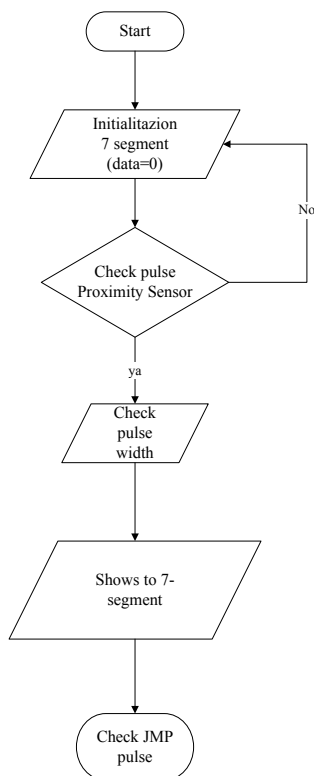 Start
Initialitazion
7 segment
(data=0)
No
Check pulse
Proximity Sensor
ya
Check
pulse
width
Shows to 7-
segment
Check JMP
pulse